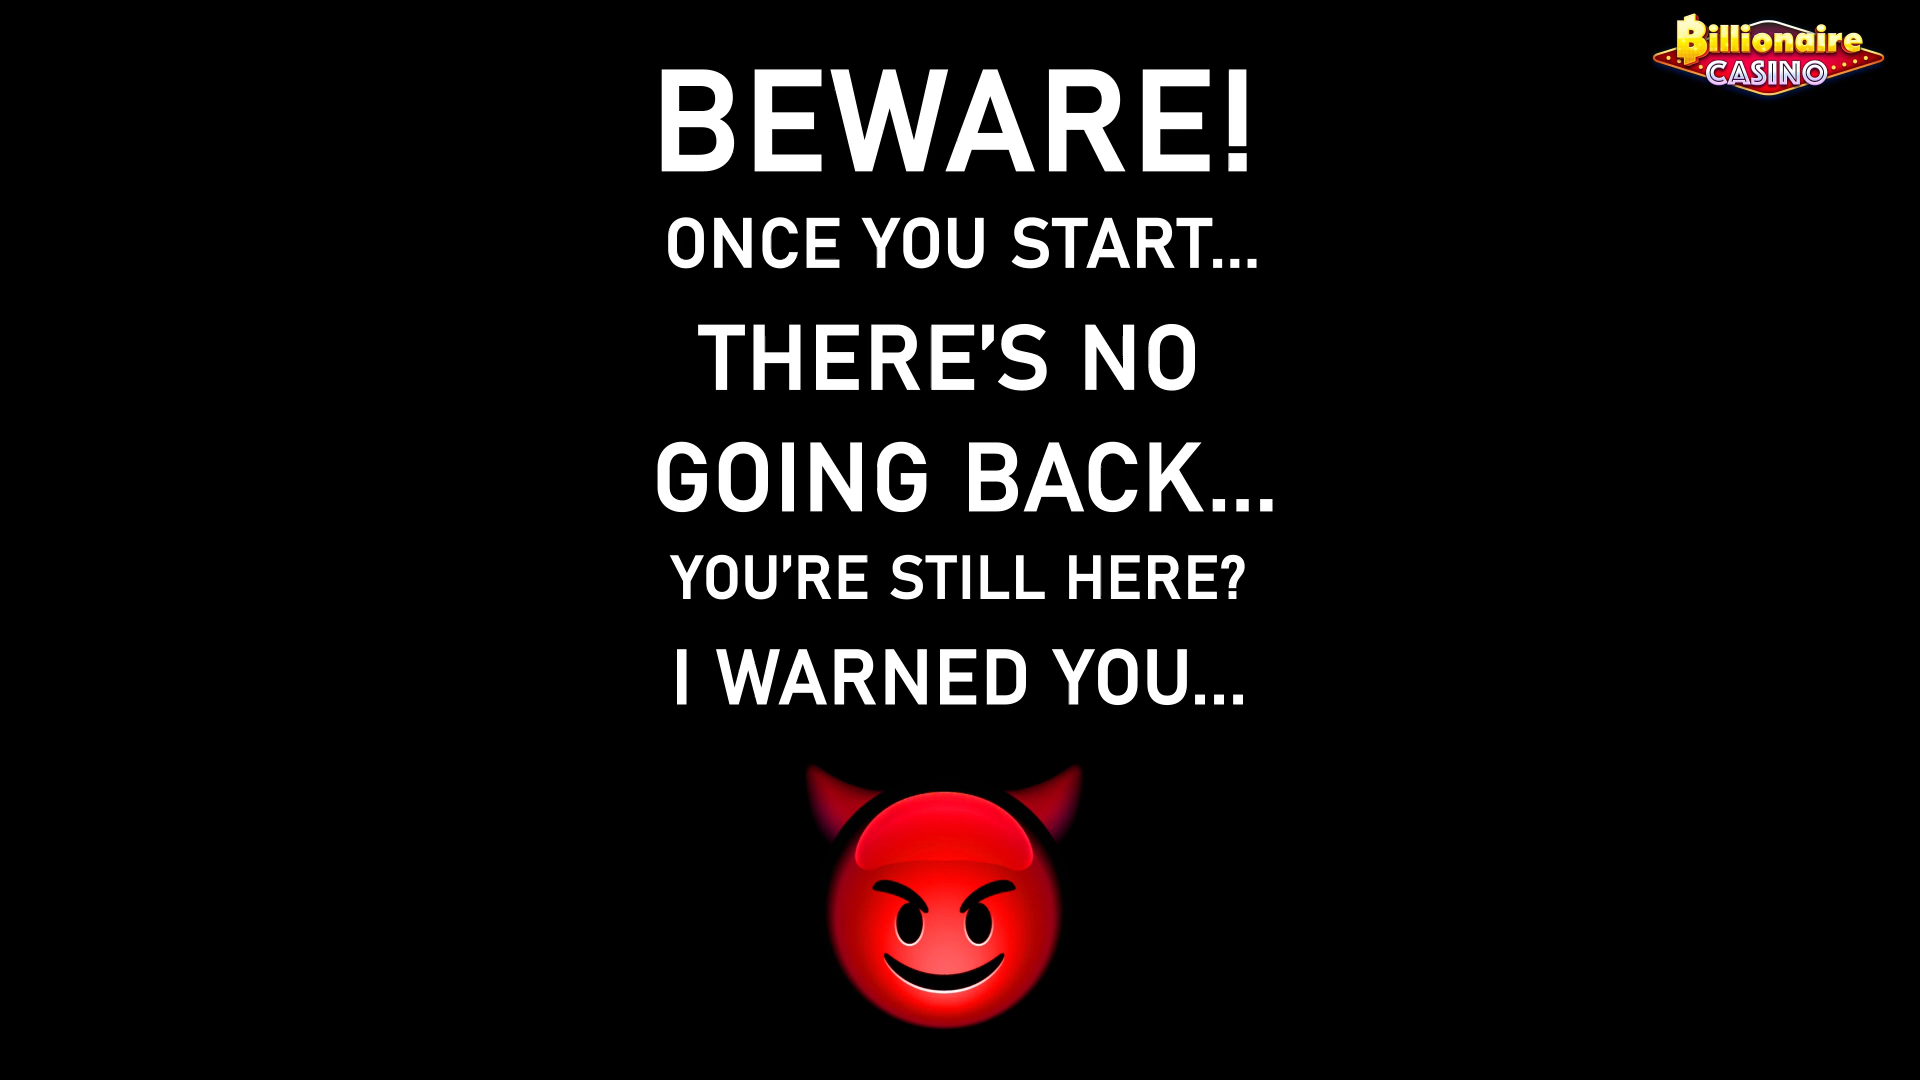 Billionaire
CASINO
BEWARE!
ONCE YOU START...
THERE’S NO
GOING BACK...
YOU’RE STILL HERE?
I WARNED YOU...